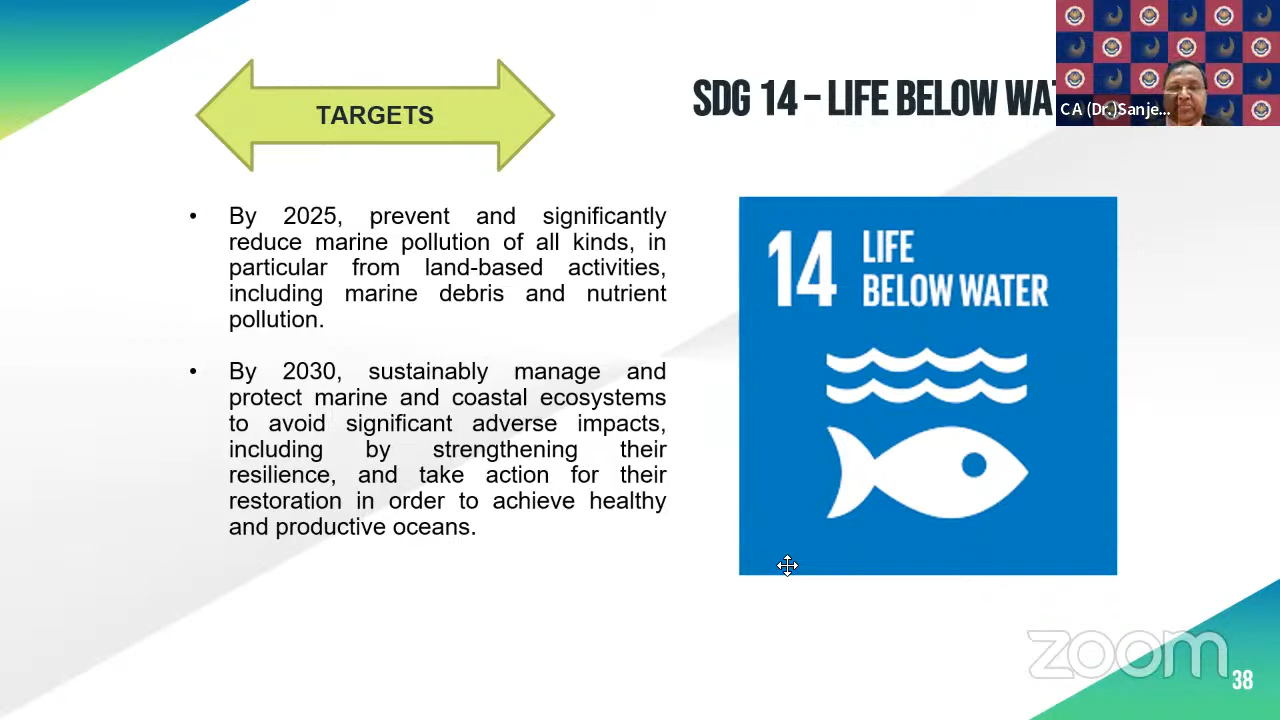 TARGETS
SDG 14 – LIFE BELOW WAT
C A (Dr.)Sanje...
• By 2025, prevent and significantly
reduce marine pollution of all kinds, in
particular from land-based activities,
including marine debris and nutrient
pollution.
• By 2030, sustainably manage and
protect marine and coastal ecosystems
to avoid significant adverse impacts,
including by strengthening their
resilience, and take action for their
restoration in order to achieve healthy
and productive oceans.
14 LIFE
BELOW WATER
zoom
38